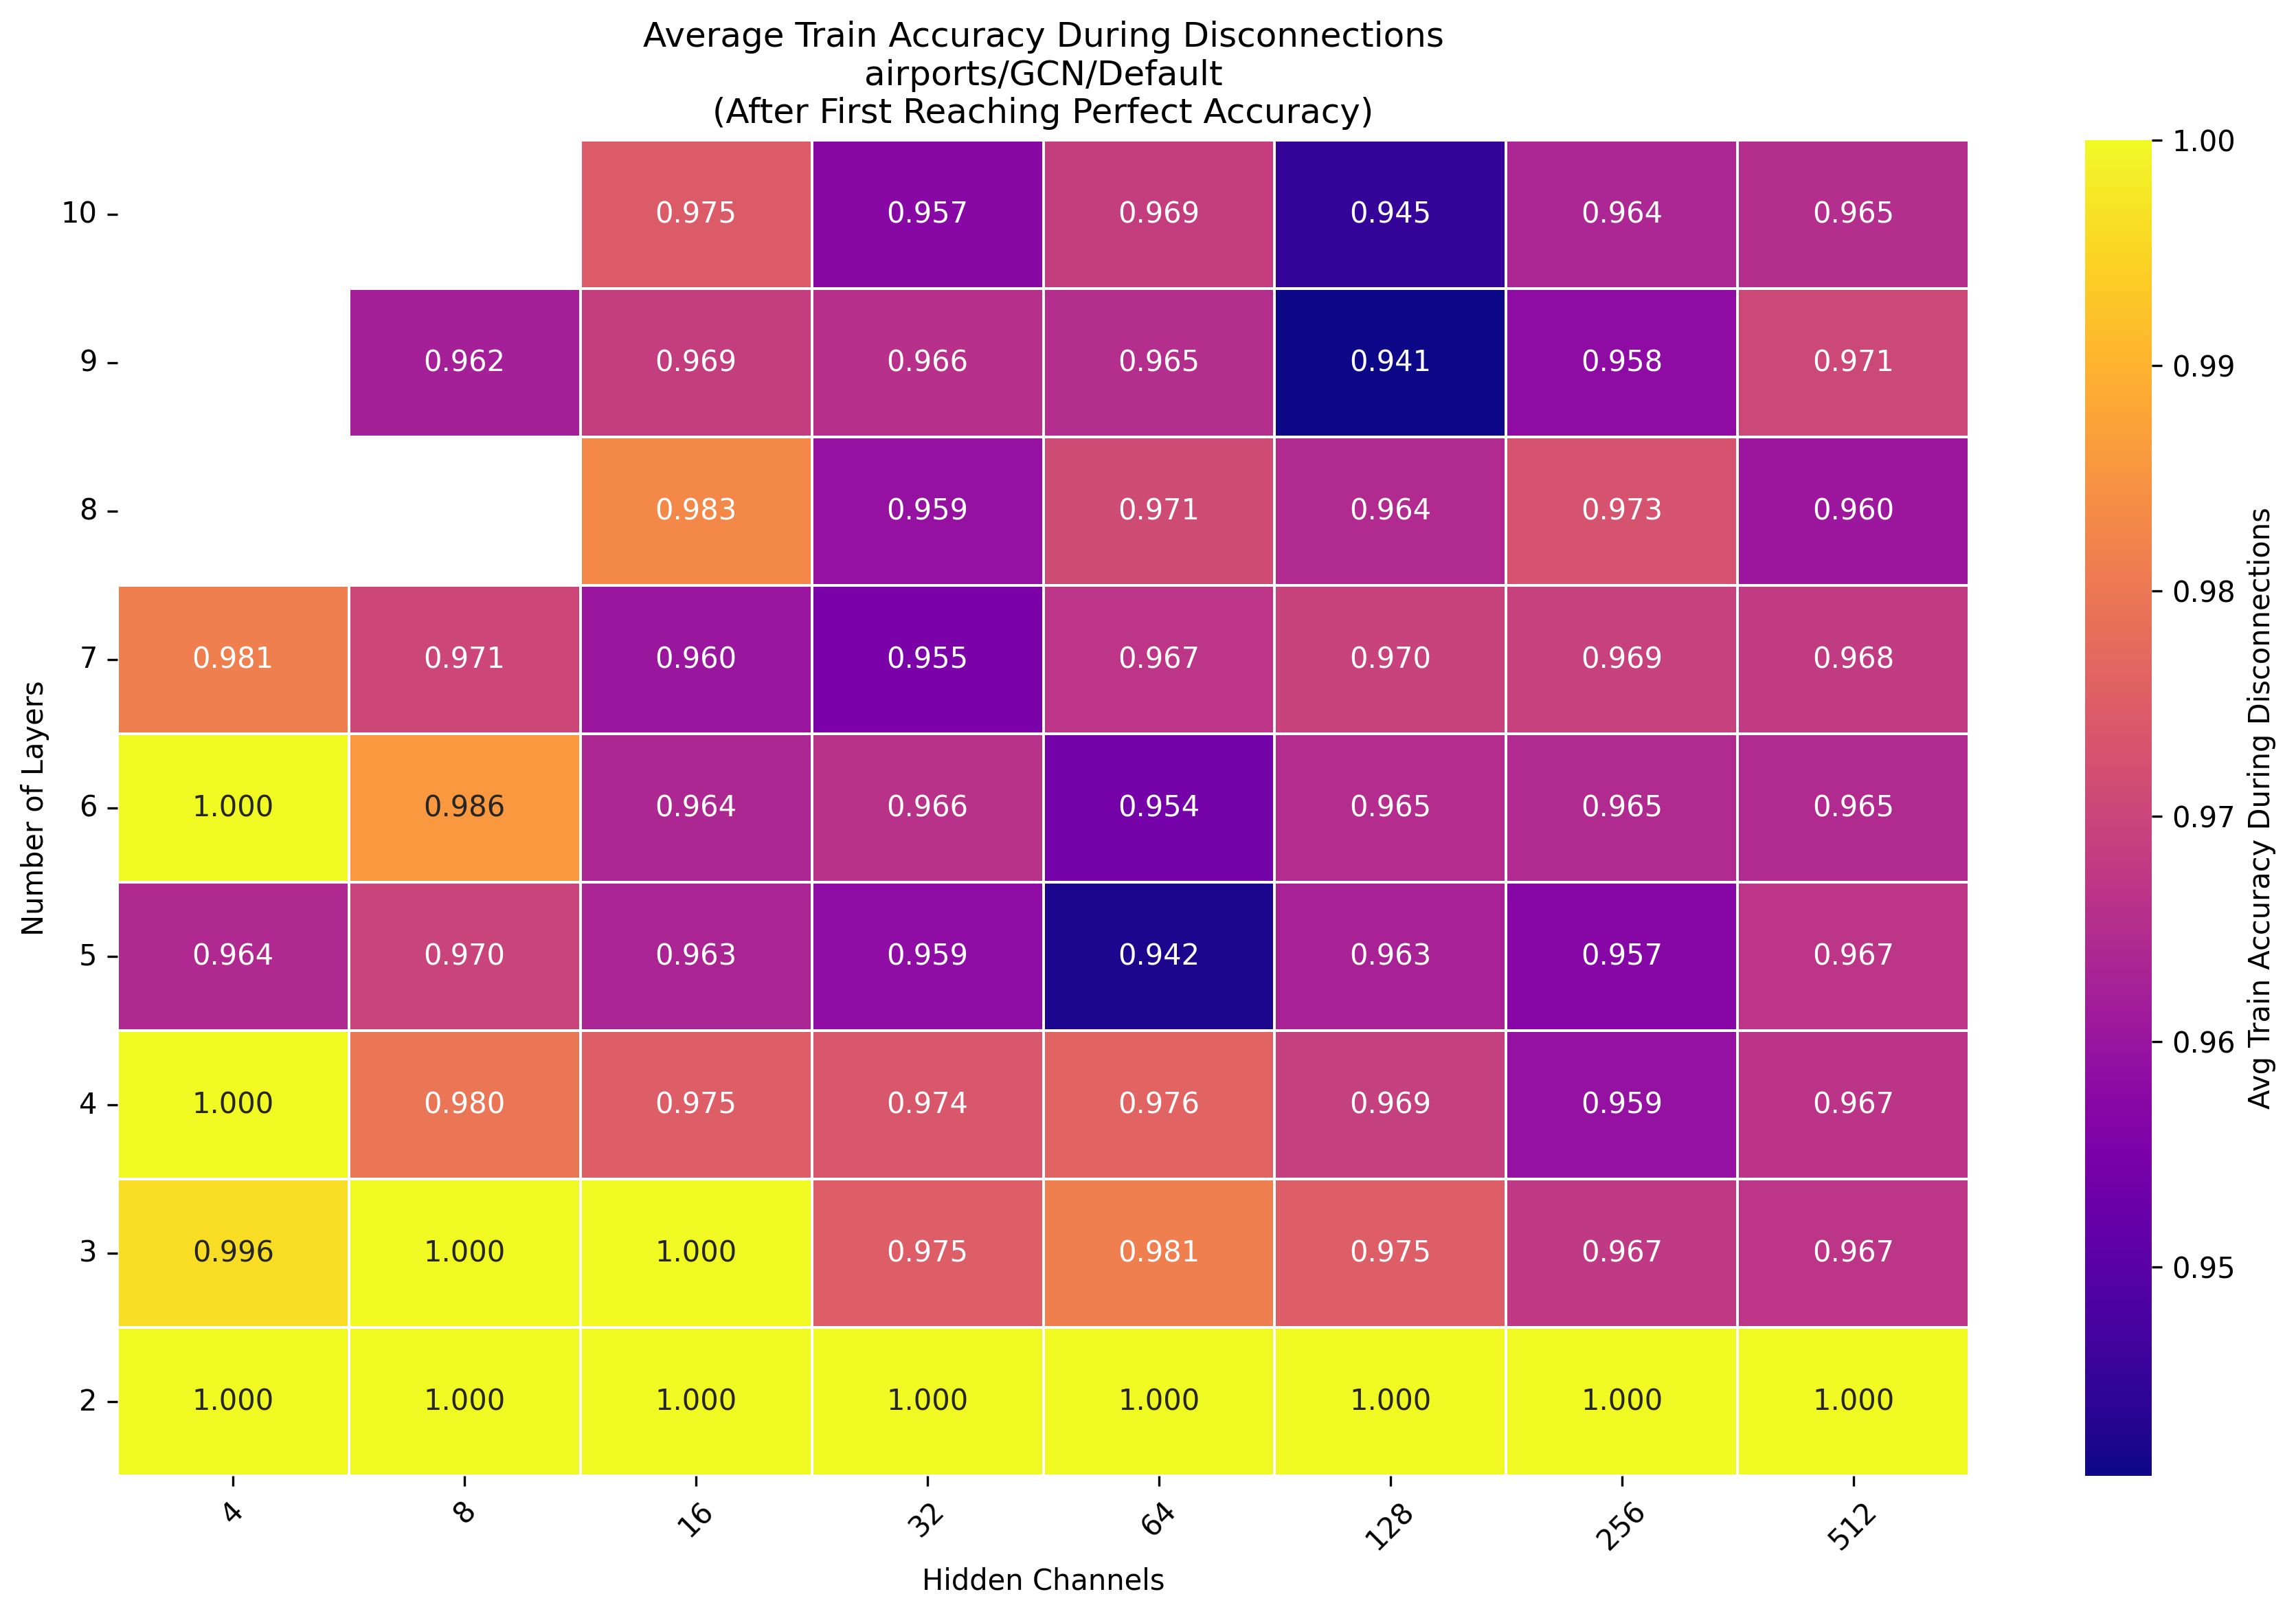 Average Train Accuracy During Disconnections
airports/GCN/Default
(After First Reaching Perfect Accuracy)
Number of Layers
10 0.975 0.957 0.969 0.945 0.964 0.965
9 0.962 0.969 0.966 0.965 0.941 0.958 0.971
8 0.983 0.959 0.971 0.964 0.973 0.960
7 0.981 0.971 0.960 0.955 0.967 0.970 0.969 0.968
6 1.000 0.986 0.964 0.966 0.954 0.965 0.965 0.965
5 0.964 0.970 0.963 0.959 0.942 0.963 0.957 0.967
4 1.000 0.980 0.975 0.974 0.976 0.969 0.959 0.967
3 0.996 1.000 1.000 0.975 0.981 0.975 0.967 0.967
2 1.000 1.000 1.000 1.000 1.000 1.000 1.000 1.000
4 8 16 32 64 128 256 512
Hidden Channels
1.00
0.99
0.98
0.97
0.96
0.95
Avg Train Accuracy During Disconnections